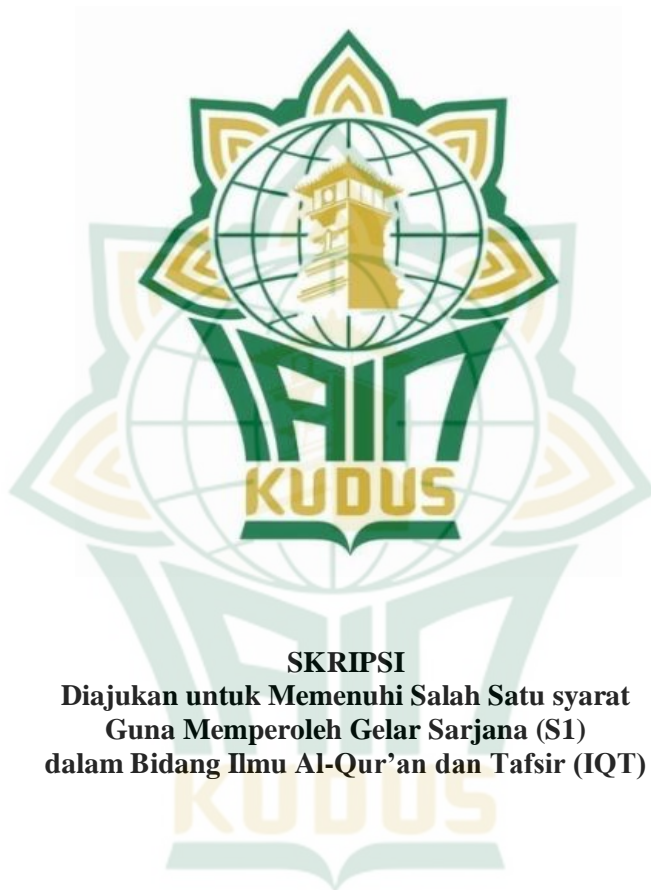 IAIN
KUDUS
SKRIPSI
Diajukan untuk Memenuhi Salah Satu syarat
Guna Memperoleh Gelar Sarjana (S1)
dalam Bidang Ilmu Al-Qur’an dan Tafsir (IQT)
KUDUS